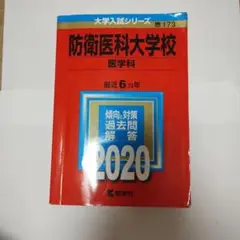 大学入試シリーズ
173
防衛医科大学校
医学科
最近6カ年
傾向と対策
過去問
解答
2020
教学社